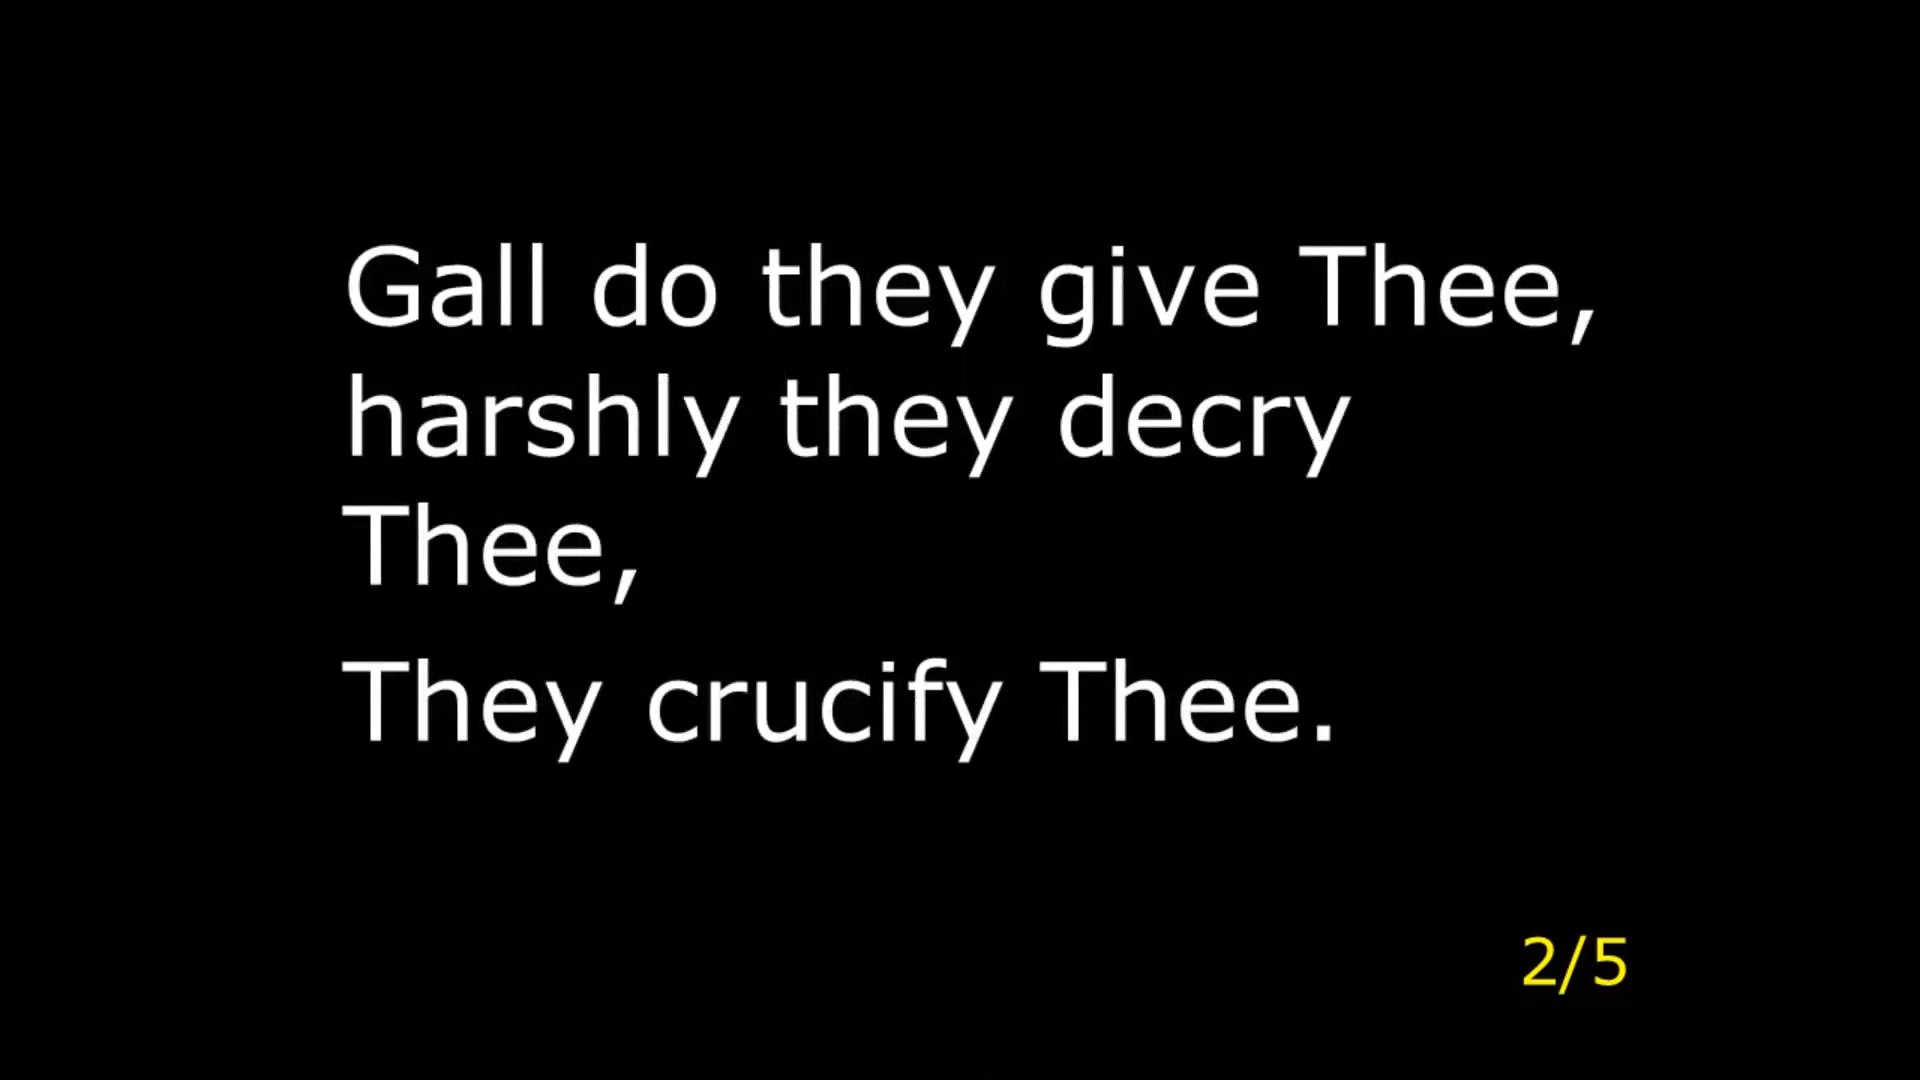 Gall do they give Thee,
harshly they decry
Thee,
They crucify Thee.
2/5